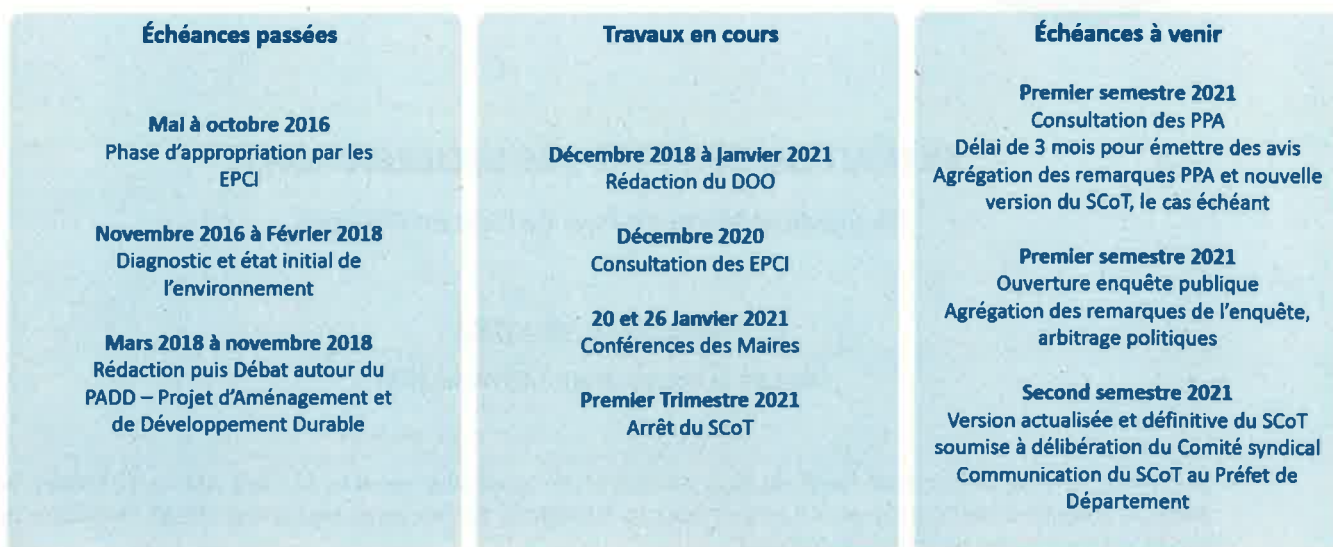 Échéances passées
Mai à octobre 2016
Phase d'appropriation par les
EPCI
Novembre 2016 à Février 2018
Diagnostic et état initial de
l'environnement
Mars 2018 à novembre 2018
Rédaction puis Débat autour du
PADD – Projet d'Aménagement et
de Développement Durable
Travaux en cours
Décembre 2018 à Janvier 2021
Rédaction du DOO
Décembre 2020
Consultation des EPCI
20 et 26 Janvier 2021
Conférences des Maires
Premier Trimestre 2021
Arrêt du SCoT
Échéances à venir
Premier semestre 2021
Consultation des PPA
Délai de 3 mois pour émettre des avis
Agrégation des remarques PPA et nouvelle
version du SCoT, le cas échéant
Premier semestre 2021
Ouverture enquête publique
Agrégation des remarques de l'enquête,
arbitrage politiques
Second semestre 2021
Version actualisée et définitive du SCoT
soumise à délibération du Comité syndical
Communication du SCoT au Préfet de
Département